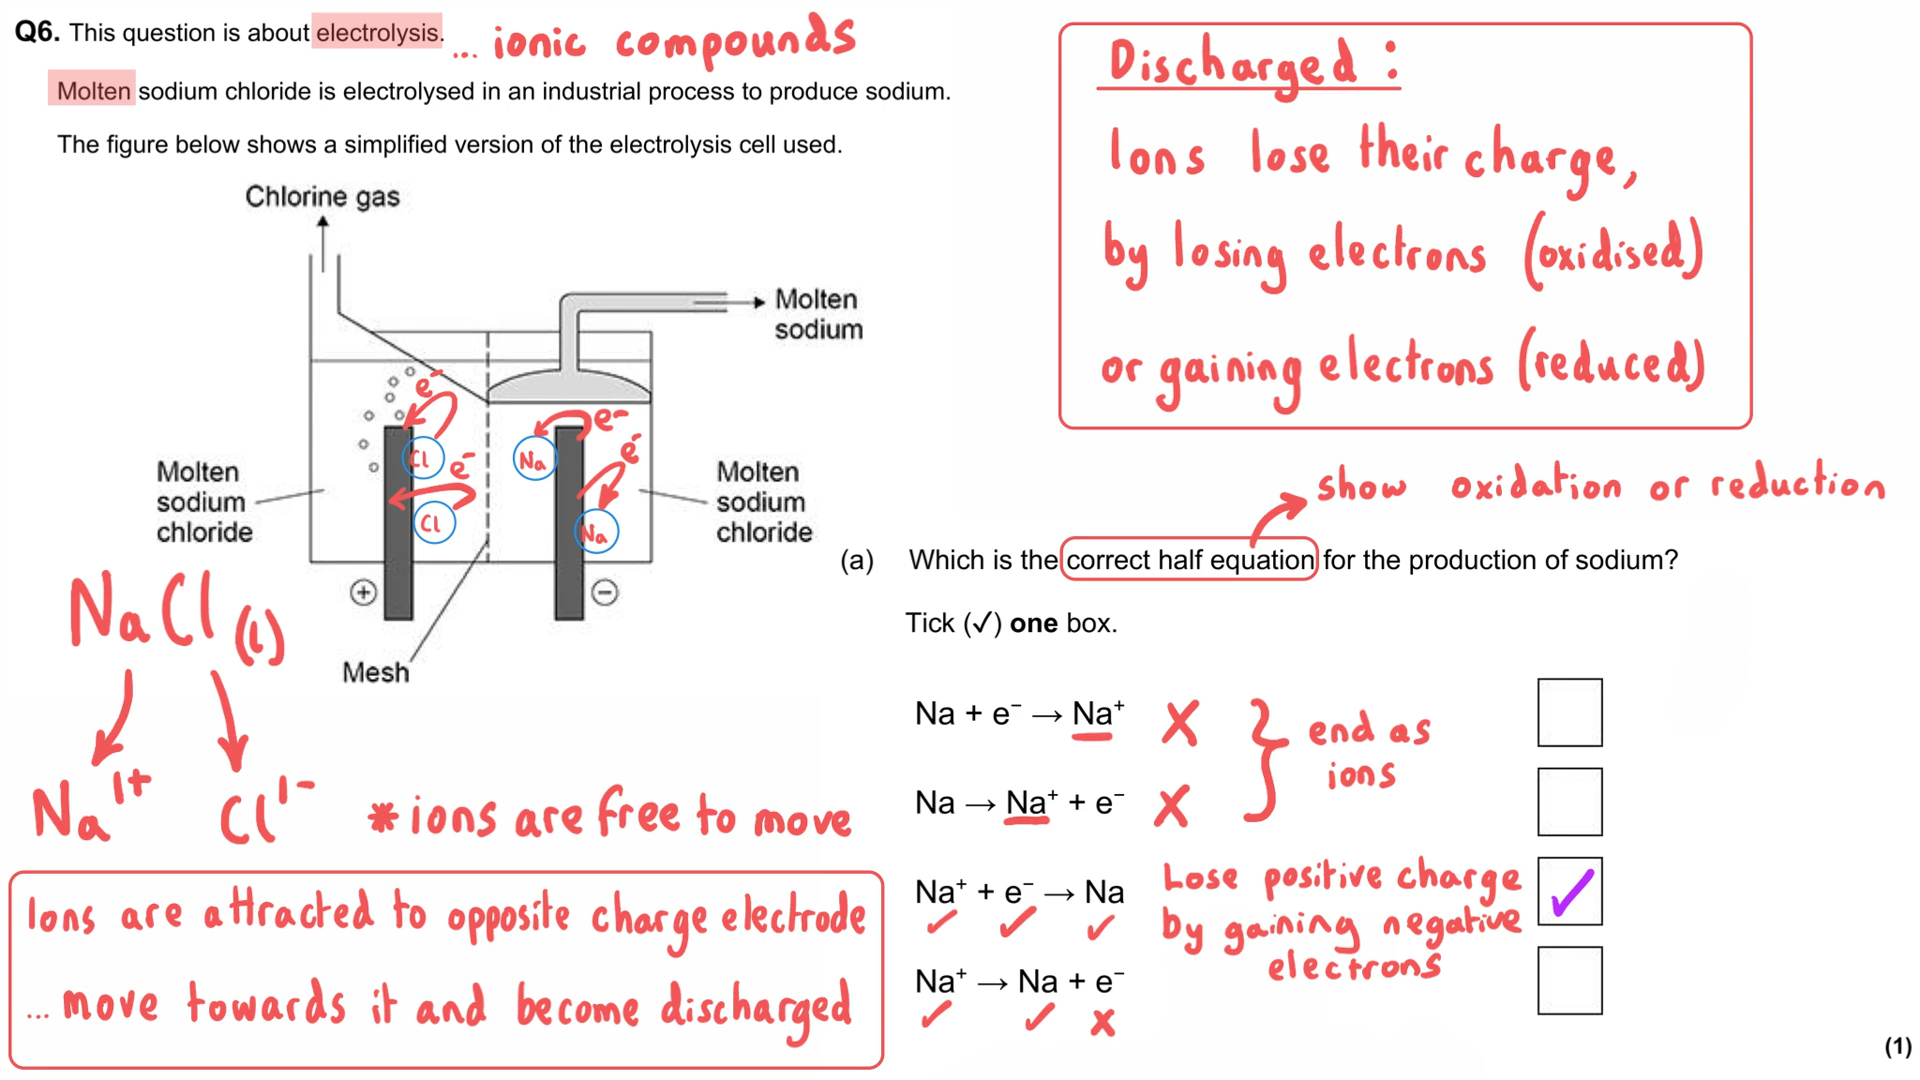 Q6. This question is about electrolysis.
... ionic compounds
Molten sodium chloride is electrolysed in an industrial process to produce sodium.
The figure below shows a simplified version of the electrolysis cell used.
Chlorine gas
Molten
sodium
e⁻
e⁻
Cl
e⁻
Na
e⁻
Cl
Na
Molten
sodium
chloride
Molten
sodium
chloride
+
−
Mesh
NaCl(l)
Na¹⁺ Cl¹⁻ * ions are free to move
Ions are attracted to opposite charge electrode
... move towards it and become discharged
Discharged :
Ions lose their charge,
by losing electrons (oxidised)
or gaining electrons (reduced)
show oxidation or reduction
(a) Which is the correct half equation for the production of sodium?
Tick (✓) one box.
Na + e⁻ → Na⁺ X
Na → Na⁺ + e⁻ X
} end as
ions
Na⁺ + e⁻ → Na ✓
✓ ✓ ✓
Lose positive charge
by gaining negative
electrons
Na⁺ → Na + e⁻
✓ ✓ X
(1)